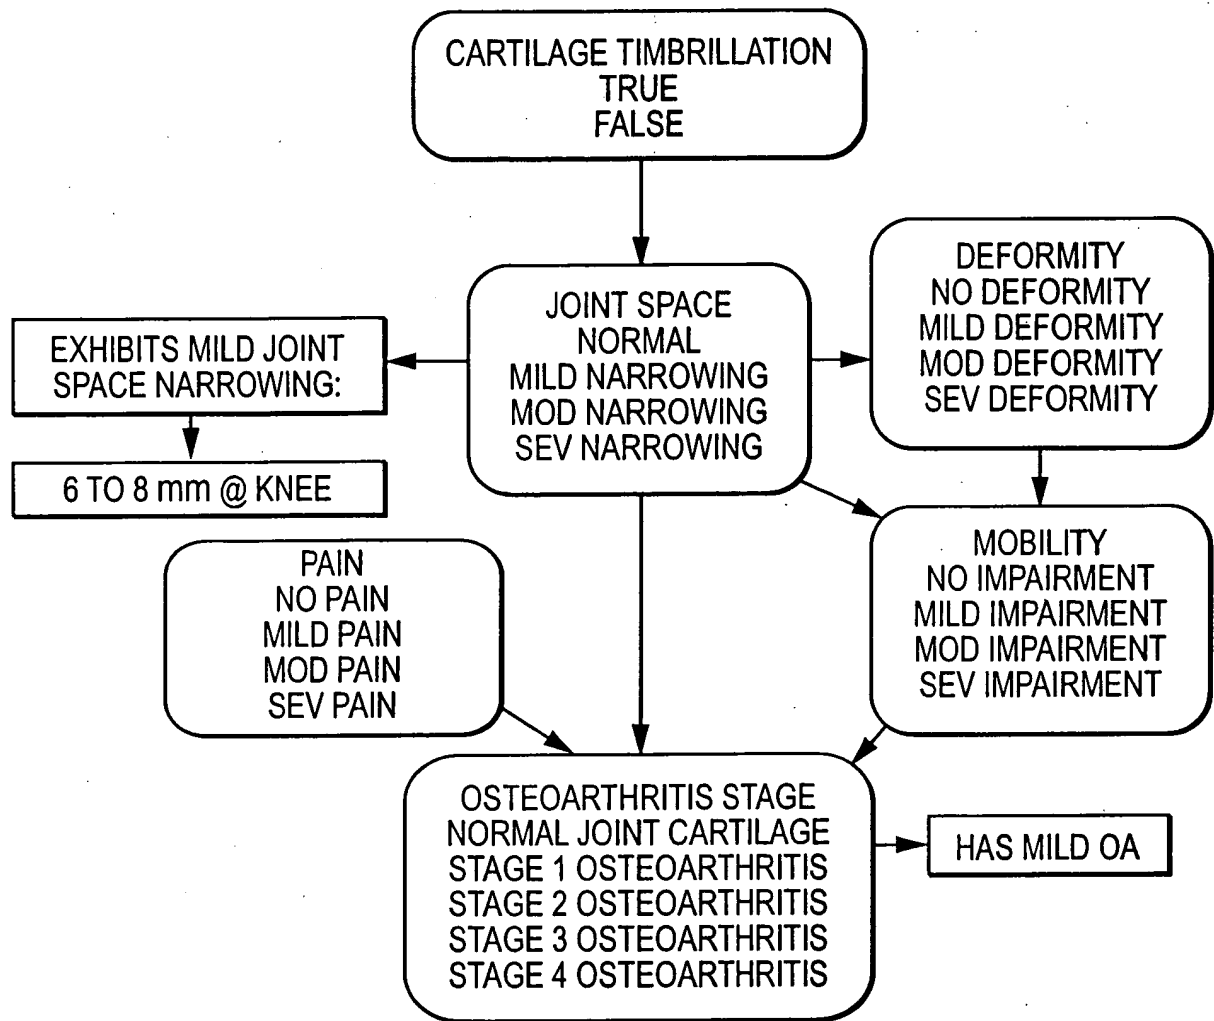 CARTILAGE TIMBRILLATION
TRUE
FALSE
DEFORMITY
NO DEFORMITY
MILD DEFORMITY
MOD DEFORMITY
SEV DEFORMITY
JOINT SPACE
NORMAL
MILD NARROWING
MOD NARROWING
SEV NARROWING
EXHIBITS MILD JOINT
SPACE NARROWING:
6 TO 8 mm @ KNEE
MOBILITY
NO IMPAIRMENT
MILD IMPAIRMENT
MOD IMPAIRMENT
SEV IMPAIRMENT
PAIN
NO PAIN
MILD PAIN
MOD PAIN
SEV PAIN
OSTEOARTHRITIS STAGE
NORMAL JOINT CARTILAGE
STAGE 1 OSTEOARTHRITIS
STAGE 2 OSTEOARTHRITIS
STAGE 3 OSTEOARTHRITIS
STAGE 4 OSTEOARTHRITIS
HAS MILD OA